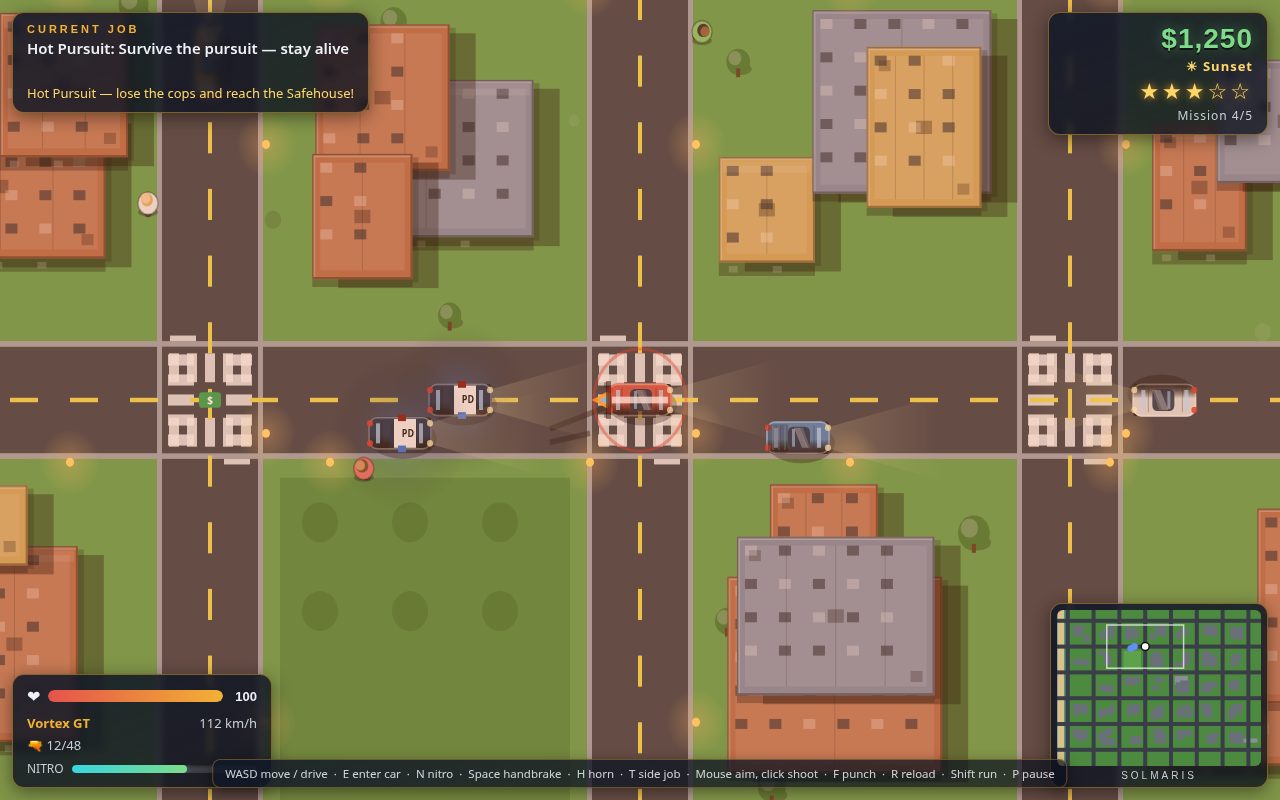 CURRENT JOB
Hot Pursuit: Survive the pursuit — stay alive
Hot Pursuit — lose the cops and reach the Safehouse!
$1,250
☀ Sunset
★★★☆☆
Mission 4/5
$
PD
PD
100
Vortex GT 112 km/h
12/48
NITRO
WASD move / drive · E enter car · N nitro · Space handbrake · H horn · T side job · Mouse aim, click shoot · F punch · R reload · Shift run · P pause
SOLMARIS